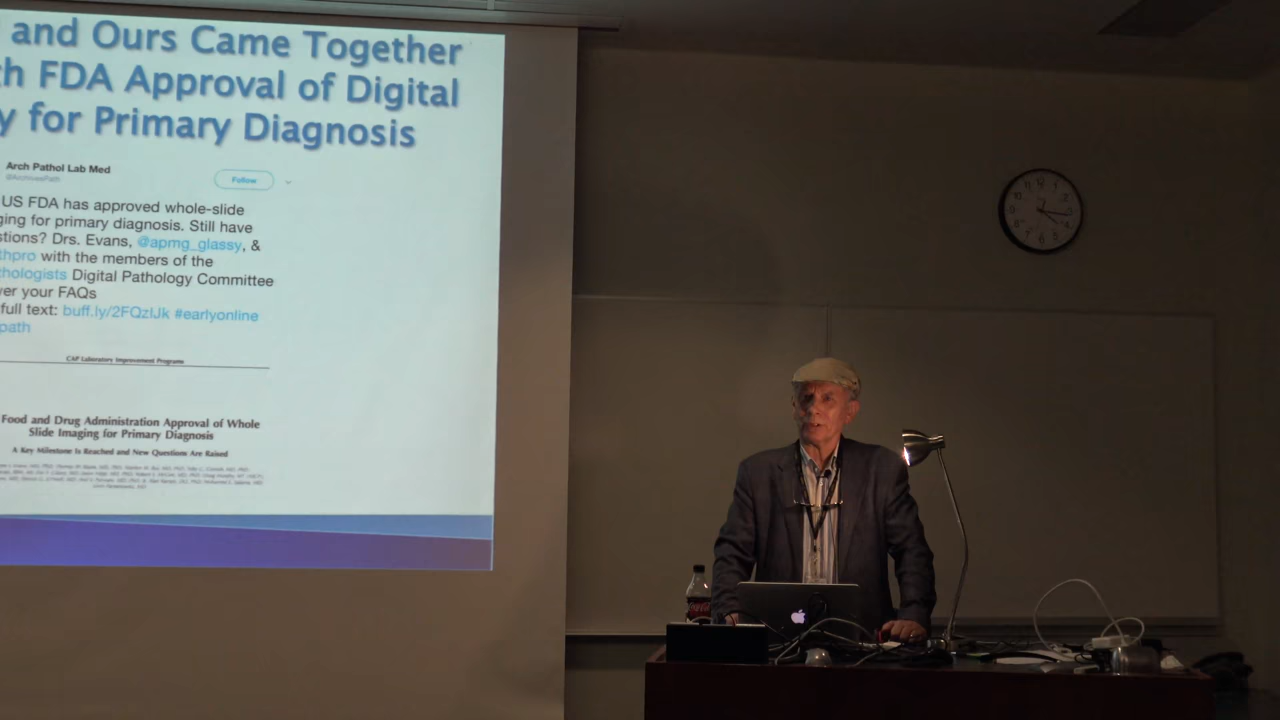 and Ours Came Together
th FDA Approval of Digital
y for Primary Diagnosis
Arch Pathol Lab Med
@ArchivesPath
Follow
US FDA has approved whole-slide
ging for primary diagnosis. Still have
stions? Drs. Evans, @apmg_glassy, &
thpro with the members of the
thologists Digital Pathology Committee
ver your FAQs
full text: buff.ly/2FQzIJk #earlyonline
path
CAP Laboratory Improvement Programs
Food and Drug Administration Approval of Whole
Slide Imaging for Primary Diagnosis
A Key Milestone Is Reached and New Questions Are Raised